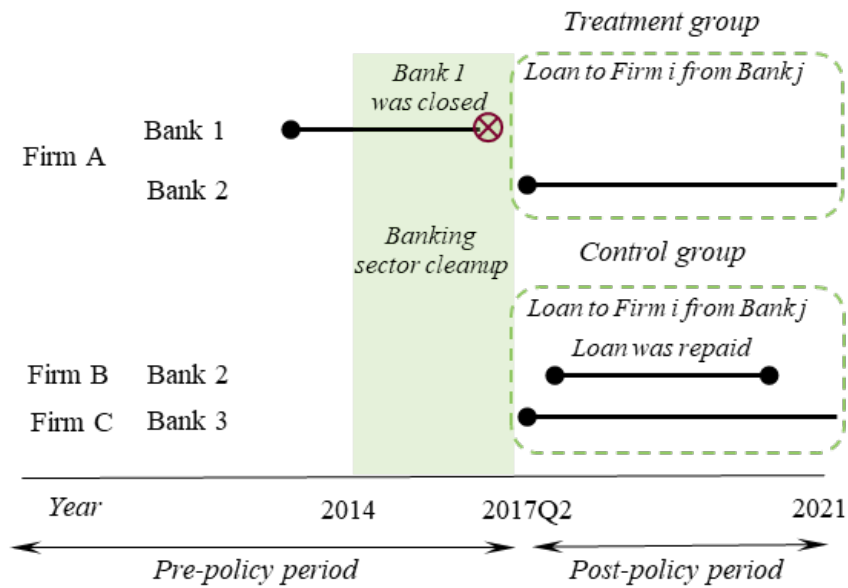 Treatment group
Bank 1
was closed
Loan to Firm i from Bank j
Firm A
Bank 1
Bank 2
Banking
sector cleanup
Control group
Loan to Firm i from Bank j
Loan was repaid
Firm B
Bank 2
Firm C
Bank 3
Year
2014
2017Q2
2021
Pre-policy period
Post-policy period